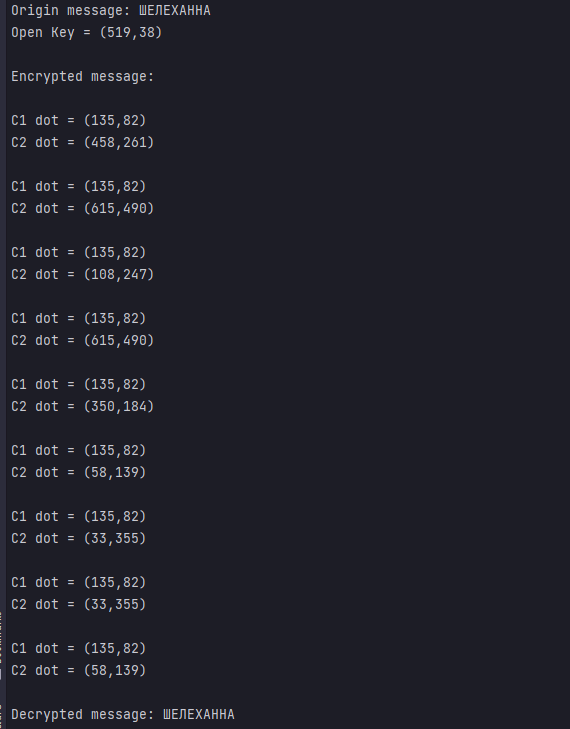 Origin message: ШЕЛЕХАННА
Open Key = (519,38)
Encrypted message:
C1 dot = (135,82)
C2 dot = (458,261)
C1 dot = (135,82)
C2 dot = (615,490)
C1 dot = (135,82)
C2 dot = (108,247)
C1 dot = (135,82)
C2 dot = (615,490)
C1 dot = (135,82)
C2 dot = (350,184)
C1 dot = (135,82)
C2 dot = (58,139)
C1 dot = (135,82)
C2 dot = (33,355)
C1 dot = (135,82)
C2 dot = (33,355)
C1 dot = (135,82)
C2 dot = (58,139)
Decrypted message: ШЕЛЕХАННА